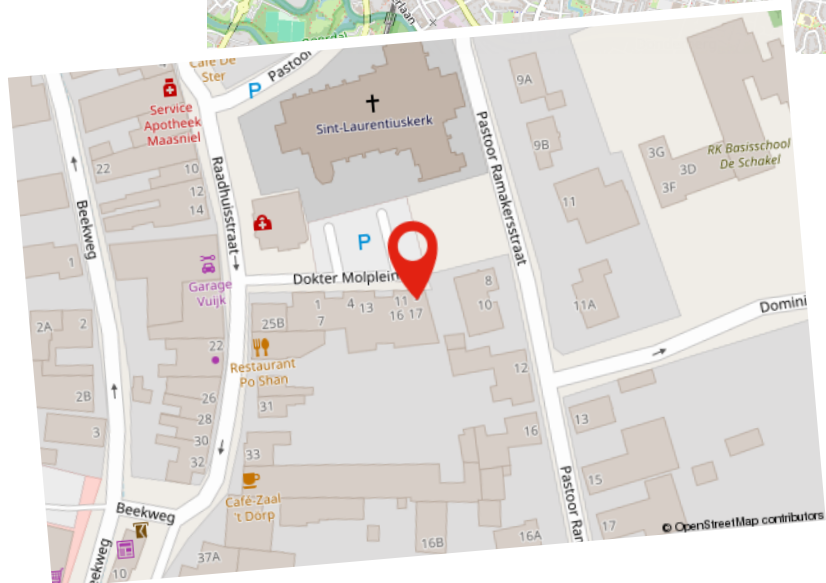 Café De
Ster
Pastoor
P
Service
Apotheek
Maasniel
Sint-Laurentiuskerk
9A
9B
3G
3D
3F
RK Basisschool
De Schakel
22
10
12
14
Raadhuisstraat
Pastoor Ramakersstraat
11
Beekweg
P
1
Garage
Vuijk
Dokter Molplein
8
10
11A
Domini
2A
2
25B
1
7
4
13
11
16
17
22
Restaurant
Po Shan
12
2B
26
28
30
32
31
3
33
16
13
15
17
Café-Zaal
't Dorp
Beekweg
Pastoor Ran
16B
16A
37A
10
eekweg
© OpenStreetMap contributors